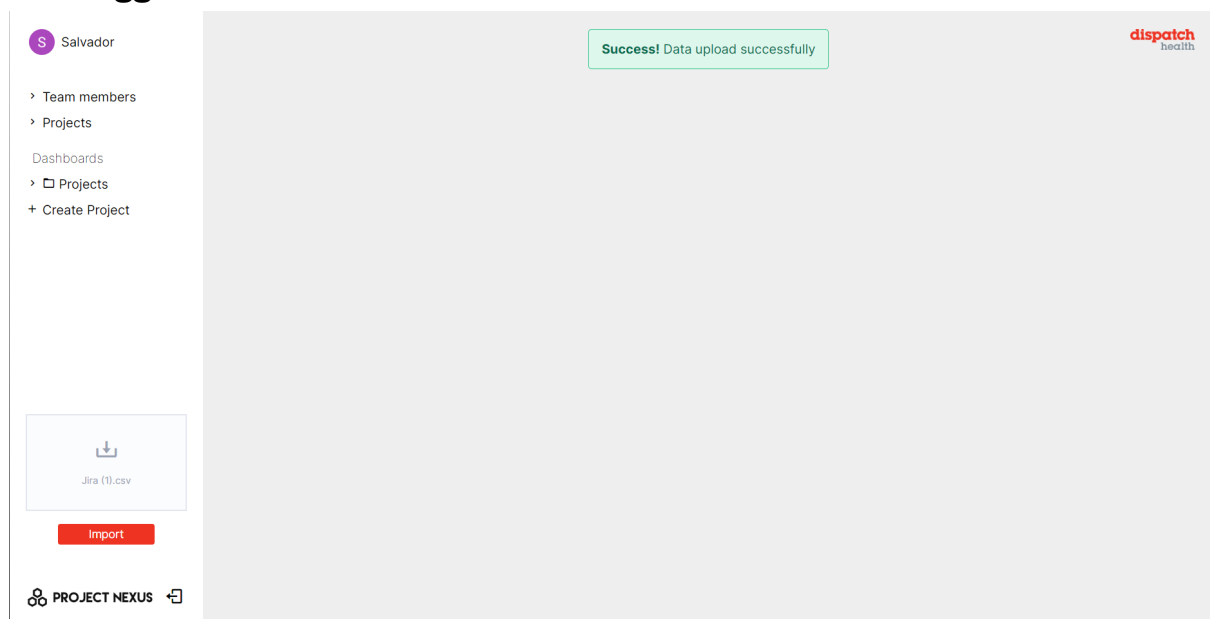 S Salvador
Success! Data upload successfully
dispatch
health
Team members
Projects
Dashboards
Projects
+ Create Project
Jira (1).csv
Import
PROJECT NEXUS